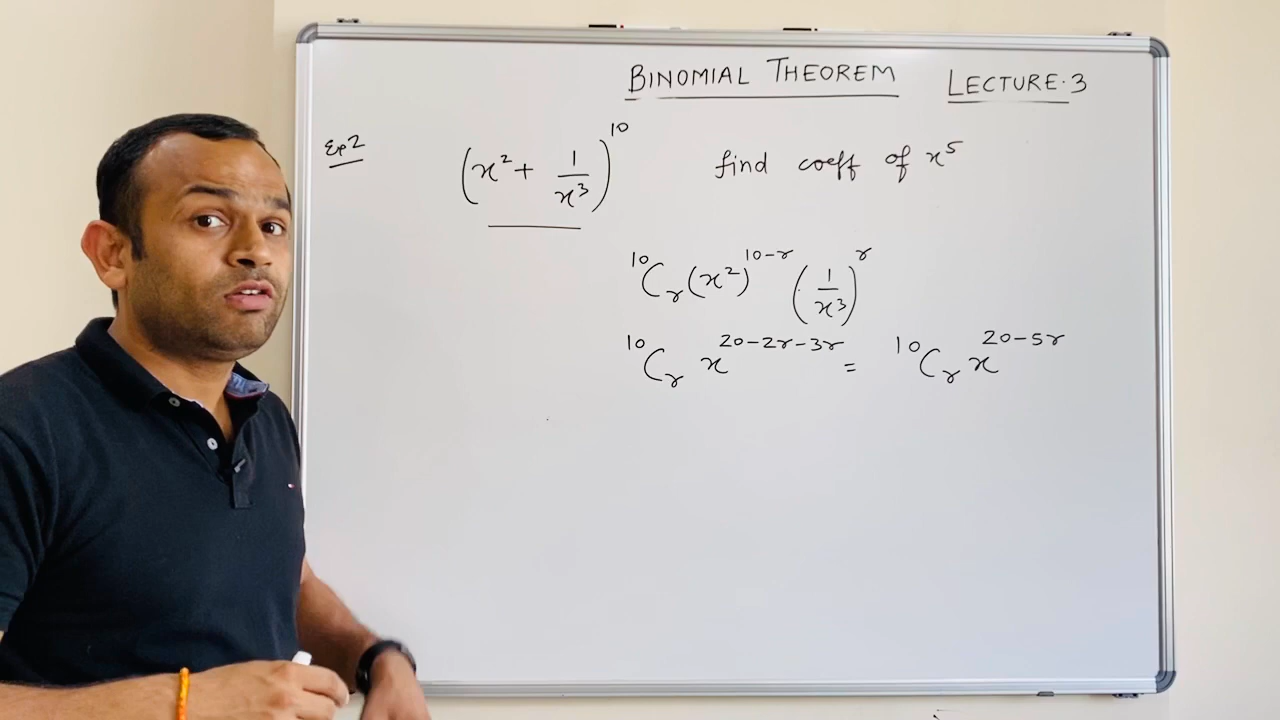 BINOMIAL THEOREM LECTURE.3
Ex 2 (x² + 1/x³)¹⁰ find coeff of x⁵
¹⁰Cᵣ (x²)¹⁰⁻ʳ (1/x³)ʳ
¹⁰Cᵣ x²⁰⁻²ʳ⁻³ʳ = ¹⁰Cᵣ x²⁰⁻⁵ʳ